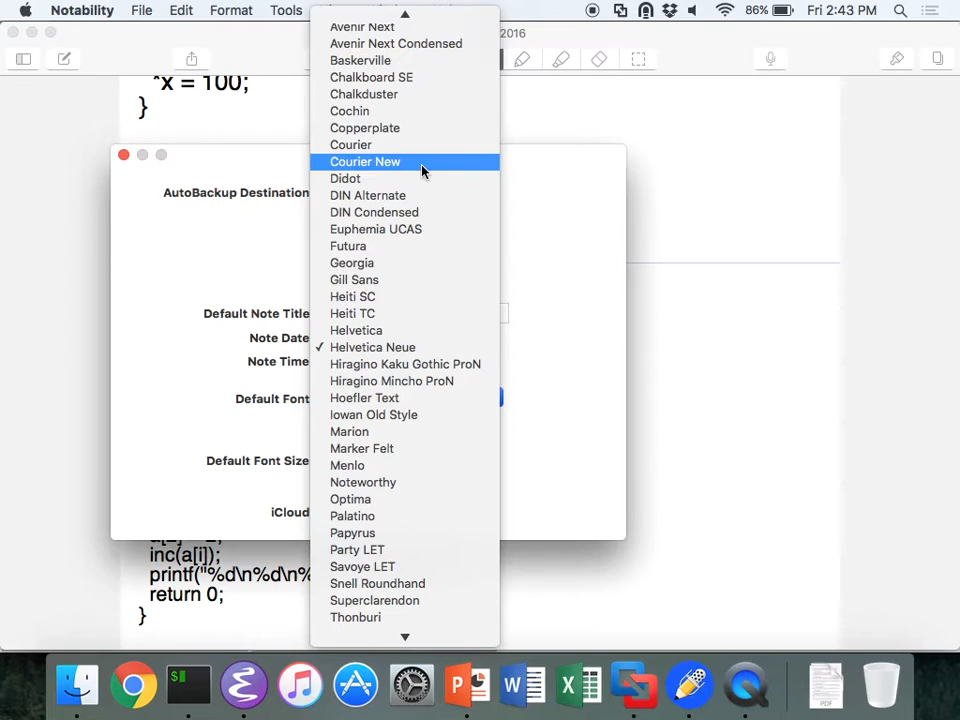 Notability File Edit Format Tools 86% Fri 2:43 PM
2016
*x = 100;
}
AutoBackup Destination
Default Note Title
Note Date
Note Time
Default Font
Default Font Size
iCloud
Avenir Next
Avenir Next Condensed
Baskerville
Chalkboard SE
Chalkduster
Cochin
Copperplate
Courier
Courier New
Didot
DIN Alternate
DIN Condensed
Euphemia UCAS
Futura
Georgia
Gill Sans
Heiti SC
Heiti TC
Helvetica
✓ Helvetica Neue
Hiragino Kaku Gothic ProN
Hiragino Mincho ProN
Hoefler Text
Iowan Old Style
Marion
Marker Felt
Menlo
Noteworthy
Optima
Palatino
Papyrus
Party LET
Savoye LET
Snell Roundhand
Superclarendon
Thonburi
inc(a[i]);
printf("%d\n%d\n%
return 0;
}
$
P
W
X
PDF